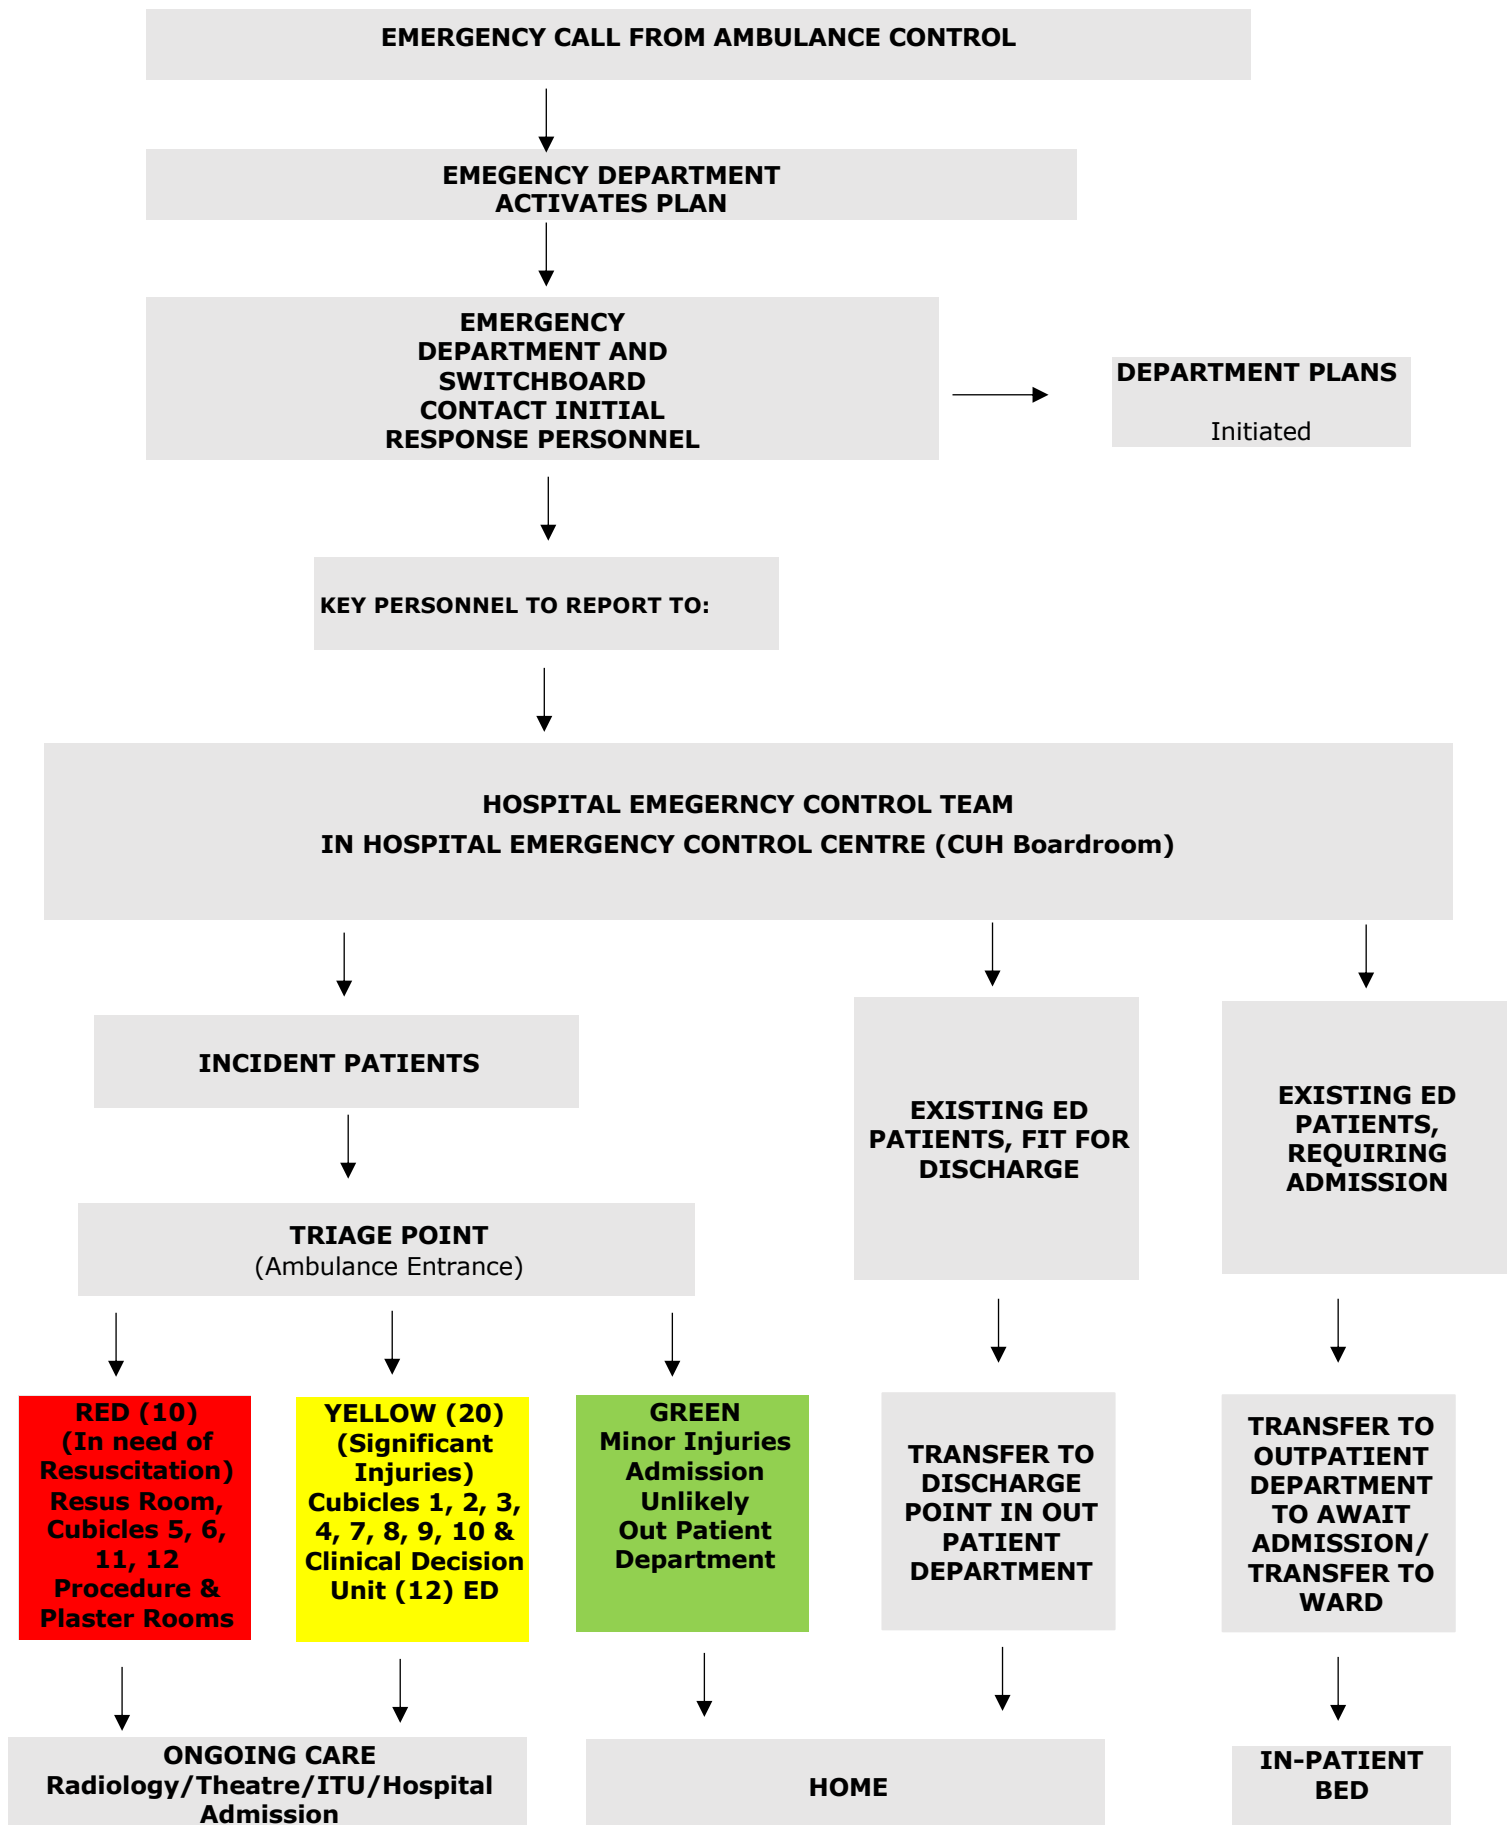 EMERGENCY CALL FROM AMBULANCE CONTROL
EMEGENCY DEPARTMENT
ACTIVATES PLAN
EMERGENCY
DEPARTMENT AND
SWITCHBOARD
CONTACT INITIAL
RESPONSE PERSONNEL
DEPARTMENT PLANS
Initiated
KEY PERSONNEL TO REPORT TO:
HOSPITAL EMEGERNCY CONTROL TEAM
IN HOSPITAL EMERGENCY CONTROL CENTRE (CUH Boardroom)
INCIDENT PATIENTS
EXISTING ED
PATIENTS, FIT FOR
DISCHARGE
EXISTING ED
PATIENTS,
REQUIRING
ADMISSION
TRIAGE POINT
(Ambulance Entrance)
RED (10)
(In need of
Resuscitation)
Resus Room,
Cubicles 5, 6,
11, 12
Procedure &
Plaster Rooms
YELLOW (20)
(Significant
Injuries)
Cubicles 1, 2, 3,
4, 7, 8, 9, 10 &
Clinical Decision
Unit (12) ED
GREEN
Minor Injuries
Admission
Unlikely
Out Patient
Department
TRANSFER TO
DISCHARGE
POINT IN OUT
PATIENT
DEPARTMENT
TRANSFER TO
OUTPATIENT
DEPARTMENT
TO AWAIT
ADMISSION/
TRANSFER TO
WARD
ONGOING CARE
Radiology/Theatre/ITU/Hospital
Admission
HOME
IN-PATIENT
BED